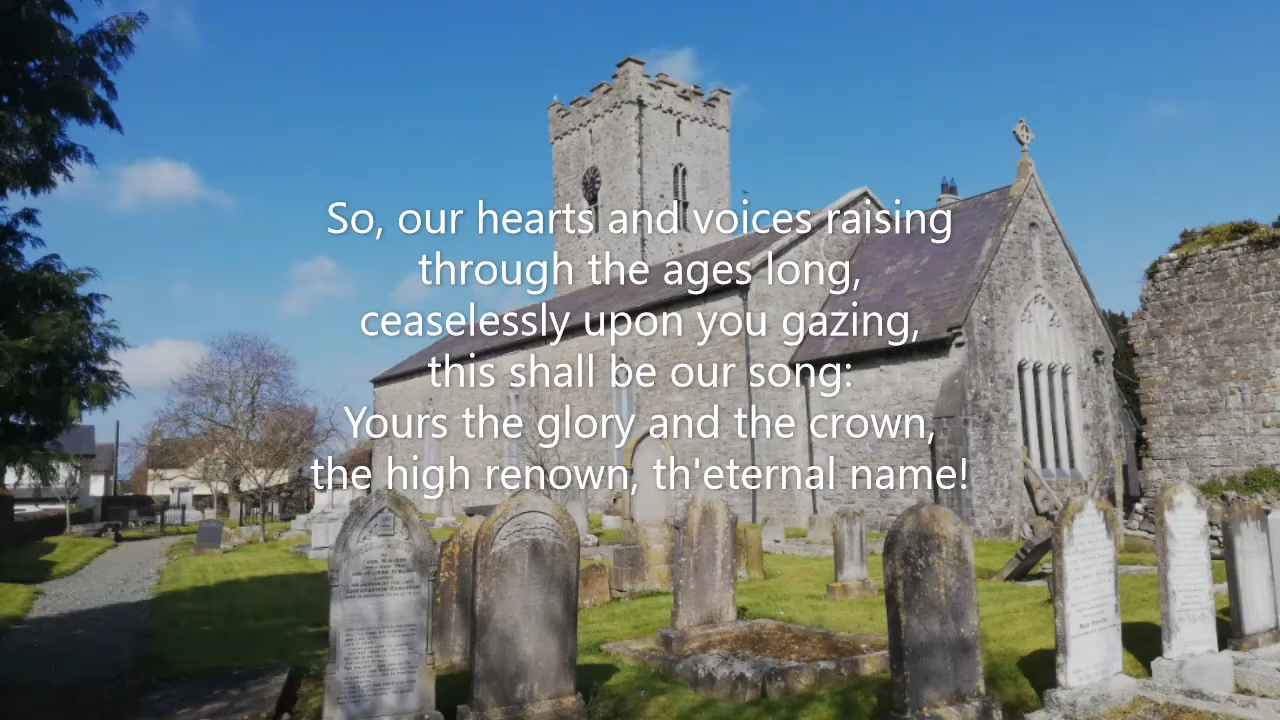 So, our hearts and voices raising
through the ages long,
ceaselessly upon you gazing,
this shall be our song:
Yours the glory and the crown,
the high renown, th'eternal name!